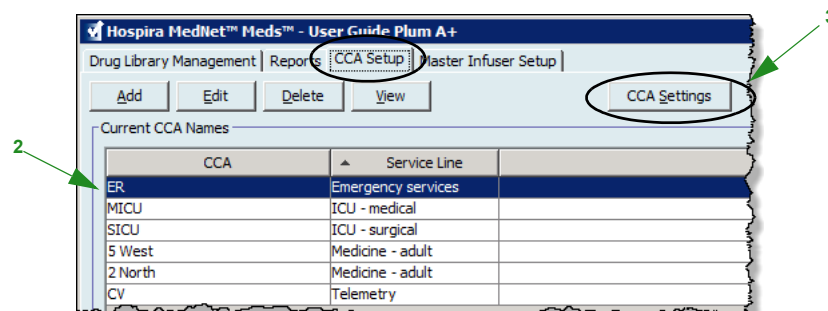 3
Hospira MedNet™ Meds™ - User Guide Plum A+
Drug Library Management Reports CCA Setup Master Infuser Setup
Add Edit Delete View CCA Settings
Current CCA Names
2
CCA Service Line
ER Emergency services
MICU ICU - medical
SICU ICU - surgical
5 West Medicine - adult
2 North Medicine - adult
CV Telemetry